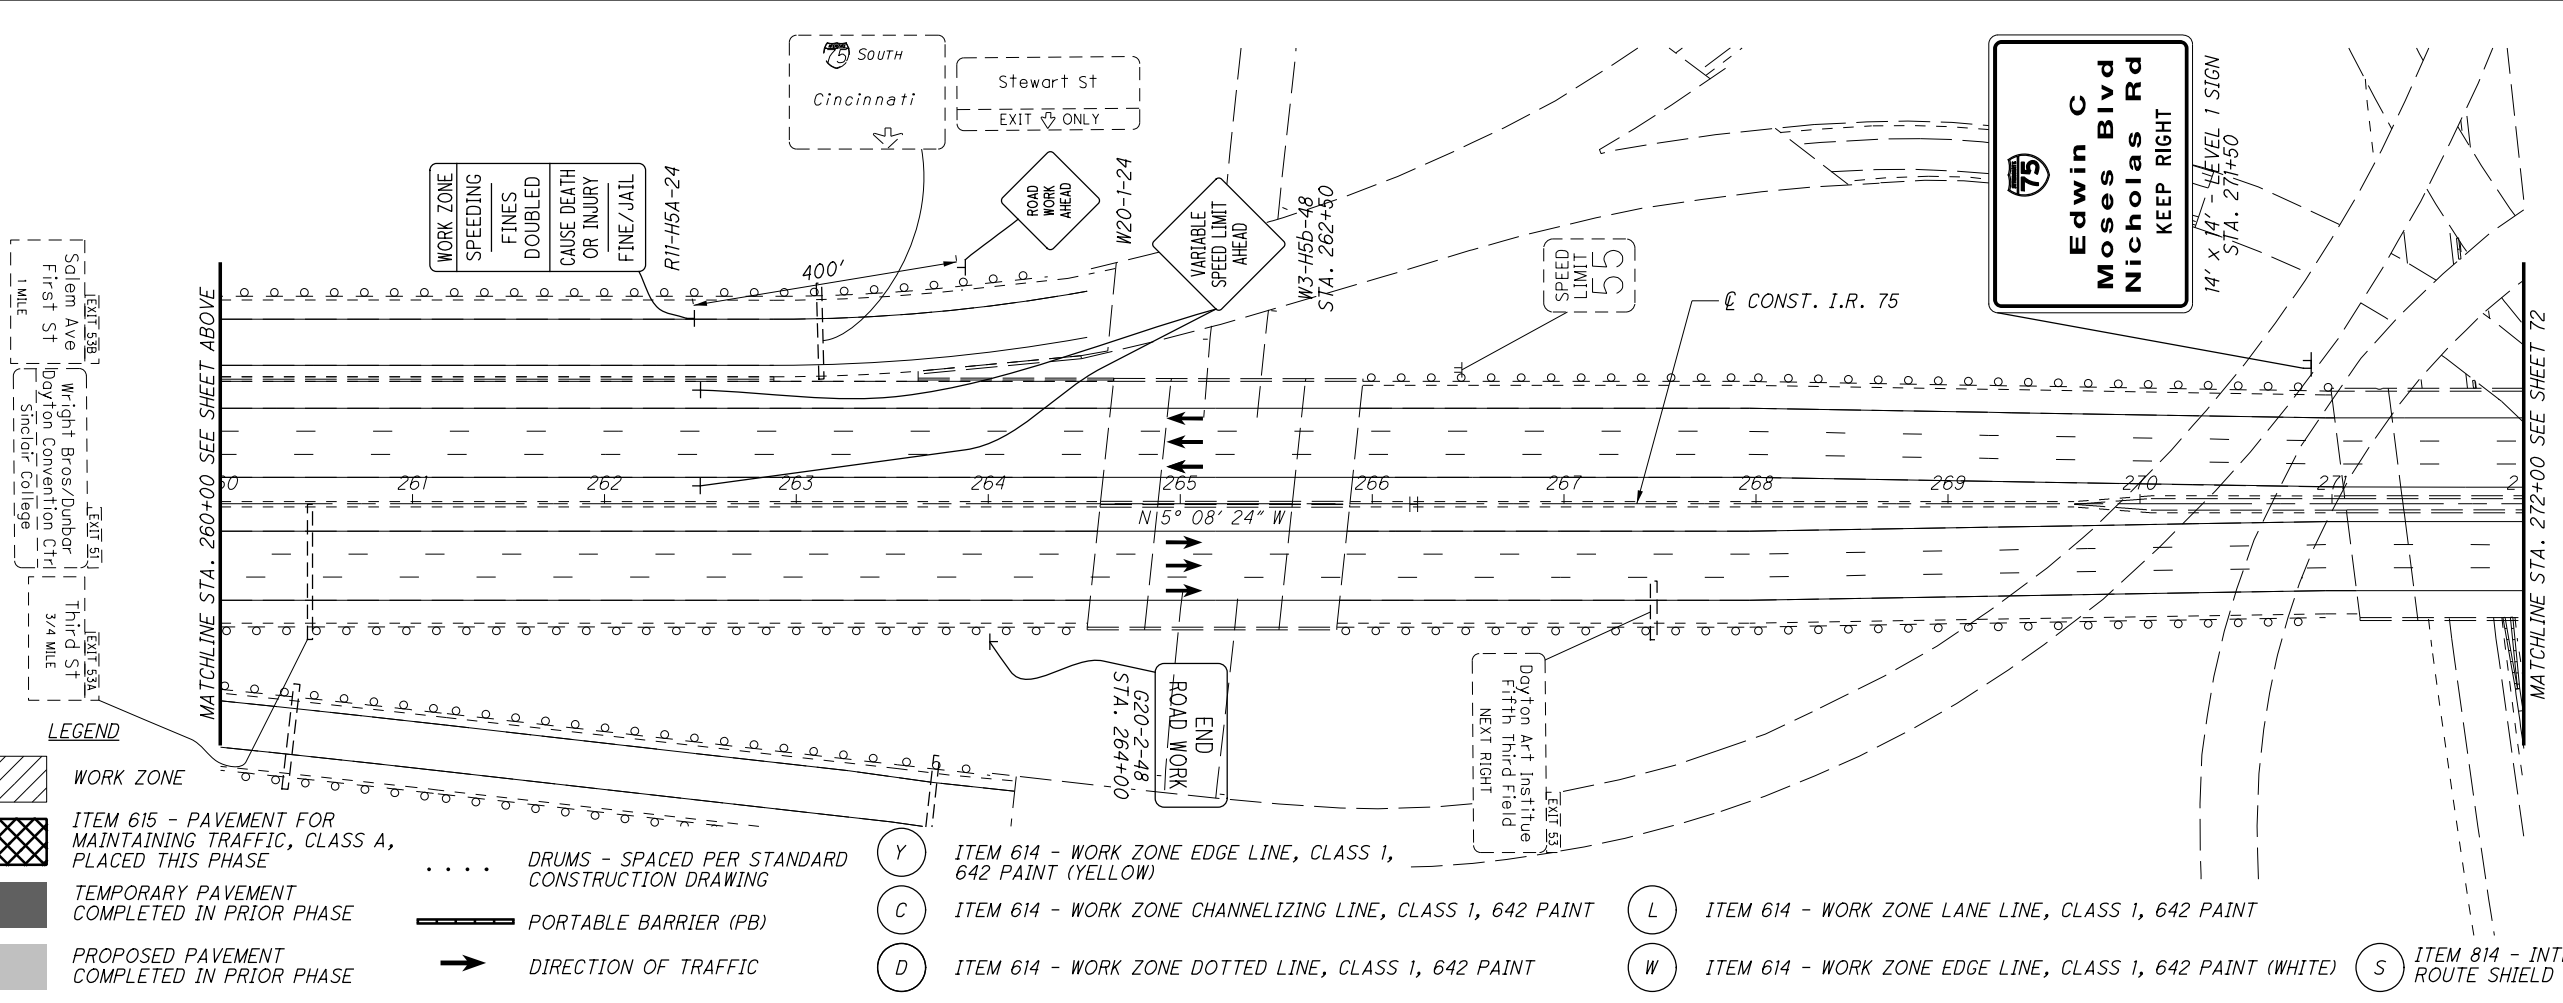 75 SOUTH
Cincinnati
Stewart St
EXIT ONLY
WORK ZONE
SPEEDING
FINES
DOUBLED
CAUSE DEATH
OR INJURY
FINE/JAIL
R11-H5A-24
400'
ROAD
WORK
AHEAD
W20-1-24
VARIABLE
SPEED LIMIT
AHEAD
W3-H5b-48
STA. 262+50
SPEED
LIMIT
55
℄ CONST. I.R. 75
75
Edwin C
Moses Blvd
Nicholas Rd
KEEP RIGHT
14' x 14' - LEVEL 1 SIGN
STA. 271+50
EXIT 53B
Salem Ave
First St
1 MILE
EXIT 51
Wright Bros/Dunbar
Dayton Convention Ctr
Sinclair College
EXIT 53A
Third St
3/4 MILE
MATCHLINE STA. 260+00 SEE SHEET ABOVE
60 261 262 263 264 265 266 267 268 269 270 271 2
N 5° 08' 24" W
MATCHLINE STA. 272+00 SEE SHEET 72
END
ROAD WORK
G20-2-48
STA. 264+00
EXIT 53
Dayton Art Institue
Fifth Third Field
NEXT RIGHT
LEGEND
WORK ZONE
ITEM 615 - PAVEMENT FOR
MAINTAINING TRAFFIC, CLASS A,
PLACED THIS PHASE
TEMPORARY PAVEMENT
COMPLETED IN PRIOR PHASE
PROPOSED PAVEMENT
COMPLETED IN PRIOR PHASE
DRUMS - SPACED PER STANDARD
CONSTRUCTION DRAWING
PORTABLE BARRIER (PB)
DIRECTION OF TRAFFIC
Y ITEM 614 - WORK ZONE EDGE LINE, CLASS 1,
642 PAINT (YELLOW)
C ITEM 614 - WORK ZONE CHANNELIZING LINE, CLASS 1, 642 PAINT
D ITEM 614 - WORK ZONE DOTTED LINE, CLASS 1, 642 PAINT
L ITEM 614 - WORK ZONE LANE LINE, CLASS 1, 642 PAINT
W ITEM 614 - WORK ZONE EDGE LINE, CLASS 1, 642 PAINT (WHITE)
S ITEM 814 - INT
ROUTE SHIELD